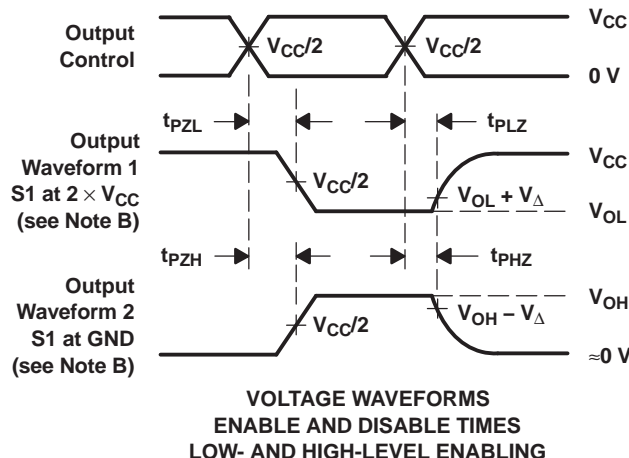 Output
Control
V_CC/2
V_CC/2
V_CC
0 V
t_PZL
t_PLZ
Output
Waveform 1
S1 at 2 × V_CC
(see Note B)
V_CC/2
V_CC
V_OL + V_Δ
V_OL
t_PZH
t_PHZ
Output
Waveform 2
S1 at GND
(see Note B)
V_CC/2
V_OH
V_OH − V_Δ
≈0 V
VOLTAGE WAVEFORMS
ENABLE AND DISABLE TIMES
LOW- AND HIGH-LEVEL ENABLING